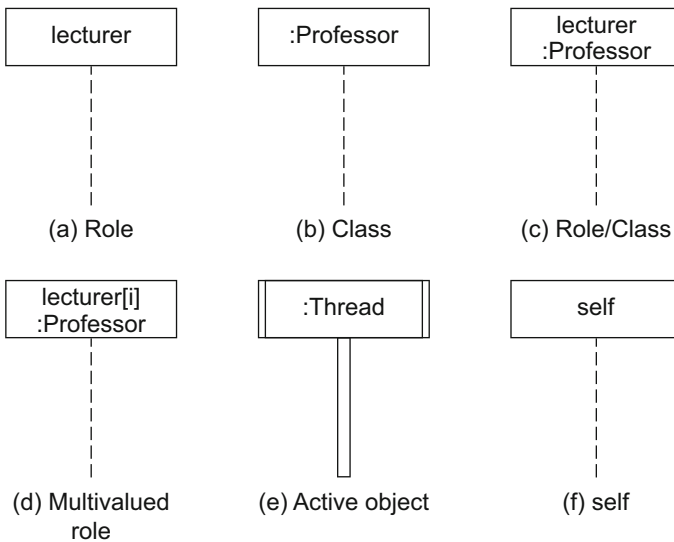 lecturer
(a) Role
:Professor
(b) Class
lecturer
:Professor
(c) Role/Class
lecturer[i]
:Professor
(d) Multivalued
role
:Thread
(e) Active object
self
(f) self